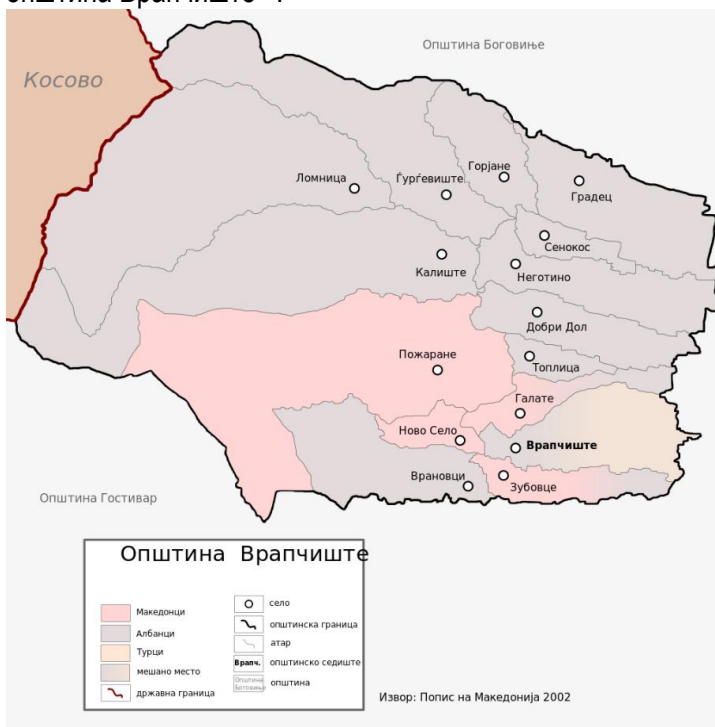 Општина Боговиње
Косово
Ломница
Ѓурѓевиште
Горјане
Градец
Сенокос
Калиште
Неготино
Добри Дол
Топлица
Пожаране
Галате
Ново Село
Врапчиште
Врановци
Зубовце
Општина Гостивар
Општина Врапчиште
Македонци
Албанци
Турци
мешано место
државна граница
село
општинска граница
атар
Врапч. општинско седиште
Општина
Боговиње
општина
Извор: Попис на Македонија 2002